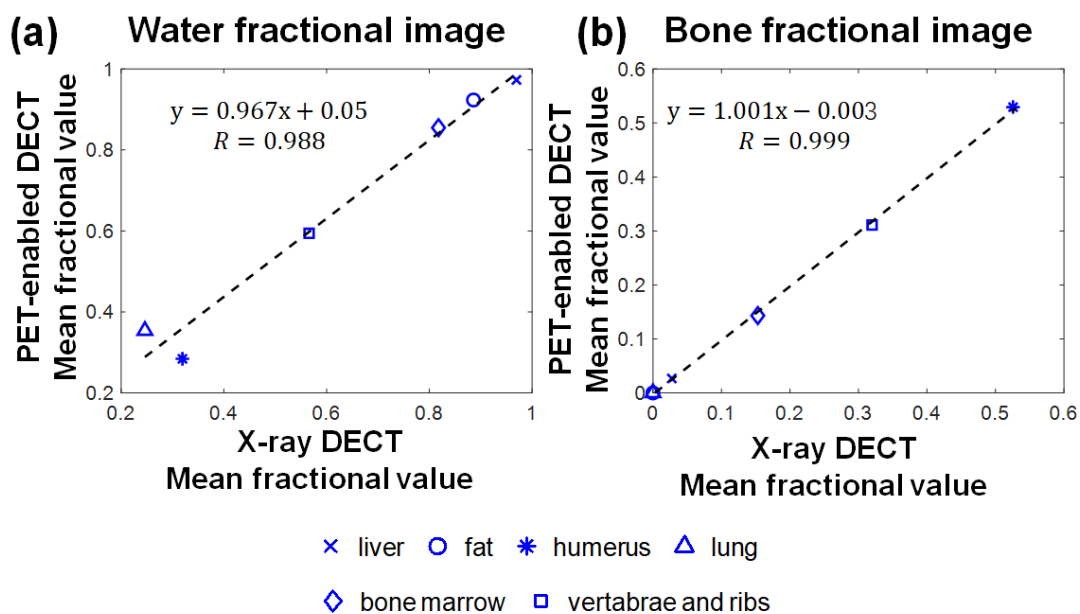 (a) Water fractional image
PET-enabled DECT
Mean fractional value
1
0.8
0.6
0.4
0.2
y = 0.967x + 0.05
R = 0.988
0.2 0.4 0.6 0.8 1
X-ray DECT
Mean fractional value
(b) Bone fractional image
PET-enabled DECT
Mean fractional value
0.6
0.5
0.4
0.3
0.2
0.1
0
y = 1.001x − 0.003
R = 0.999
0 0.1 0.2 0.3 0.4 0.5 0.6
X-ray DECT
Mean fractional value
liver fat humerus lung
bone marrow vertabrae and ribs